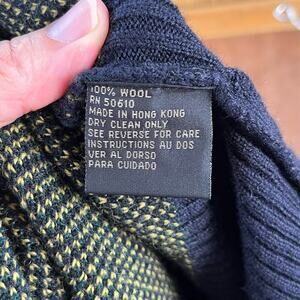 100% WOOL
RN 50610
MADE IN HONG KONG
DRY CLEAN ONLY
SEE REVERSE FOR CARE
INSTRUCTIONS AU DOS
VER AL DORSO
PARA CUIDADO